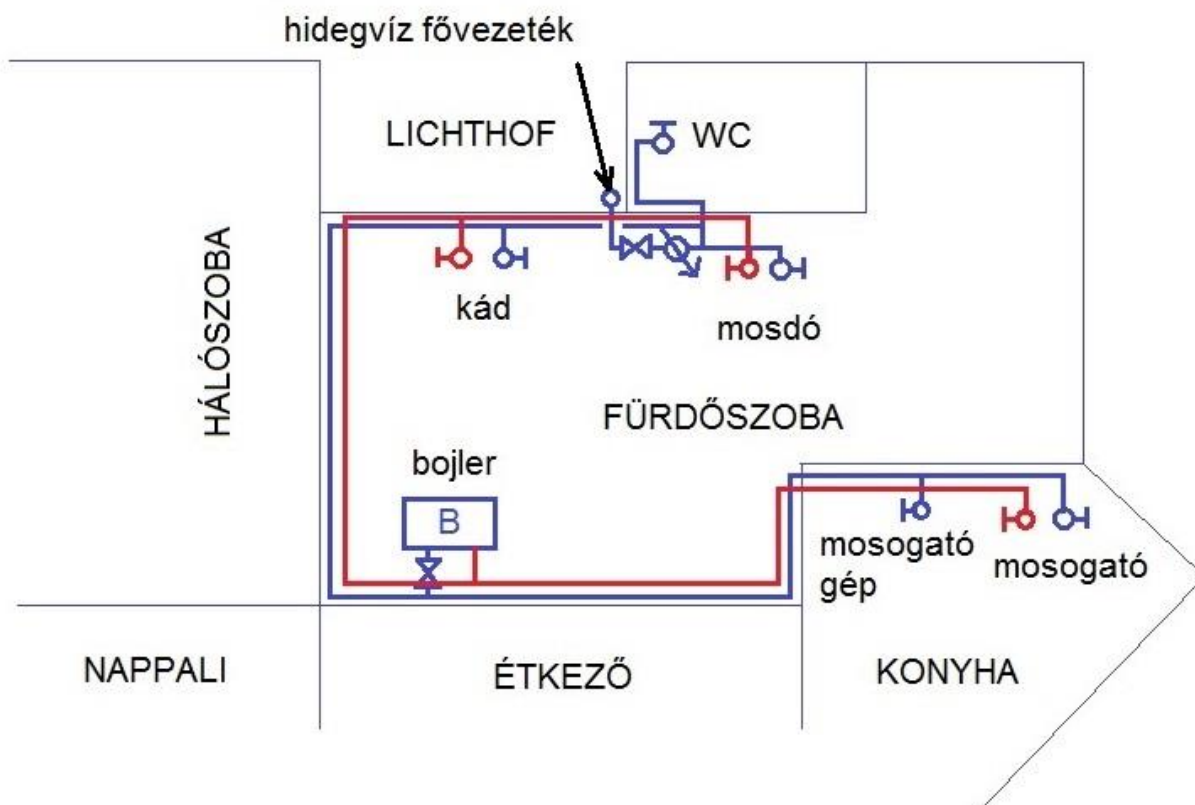 hidegvíz fővezeték
LICHTHOF
WC
HÁLÓSZOBA
kád
mosdó
FÜRDŐSZOBA
bojler
B
mosogató
gép
mosogató
NAPPALI
ÉTKEZŐ
KONYHA